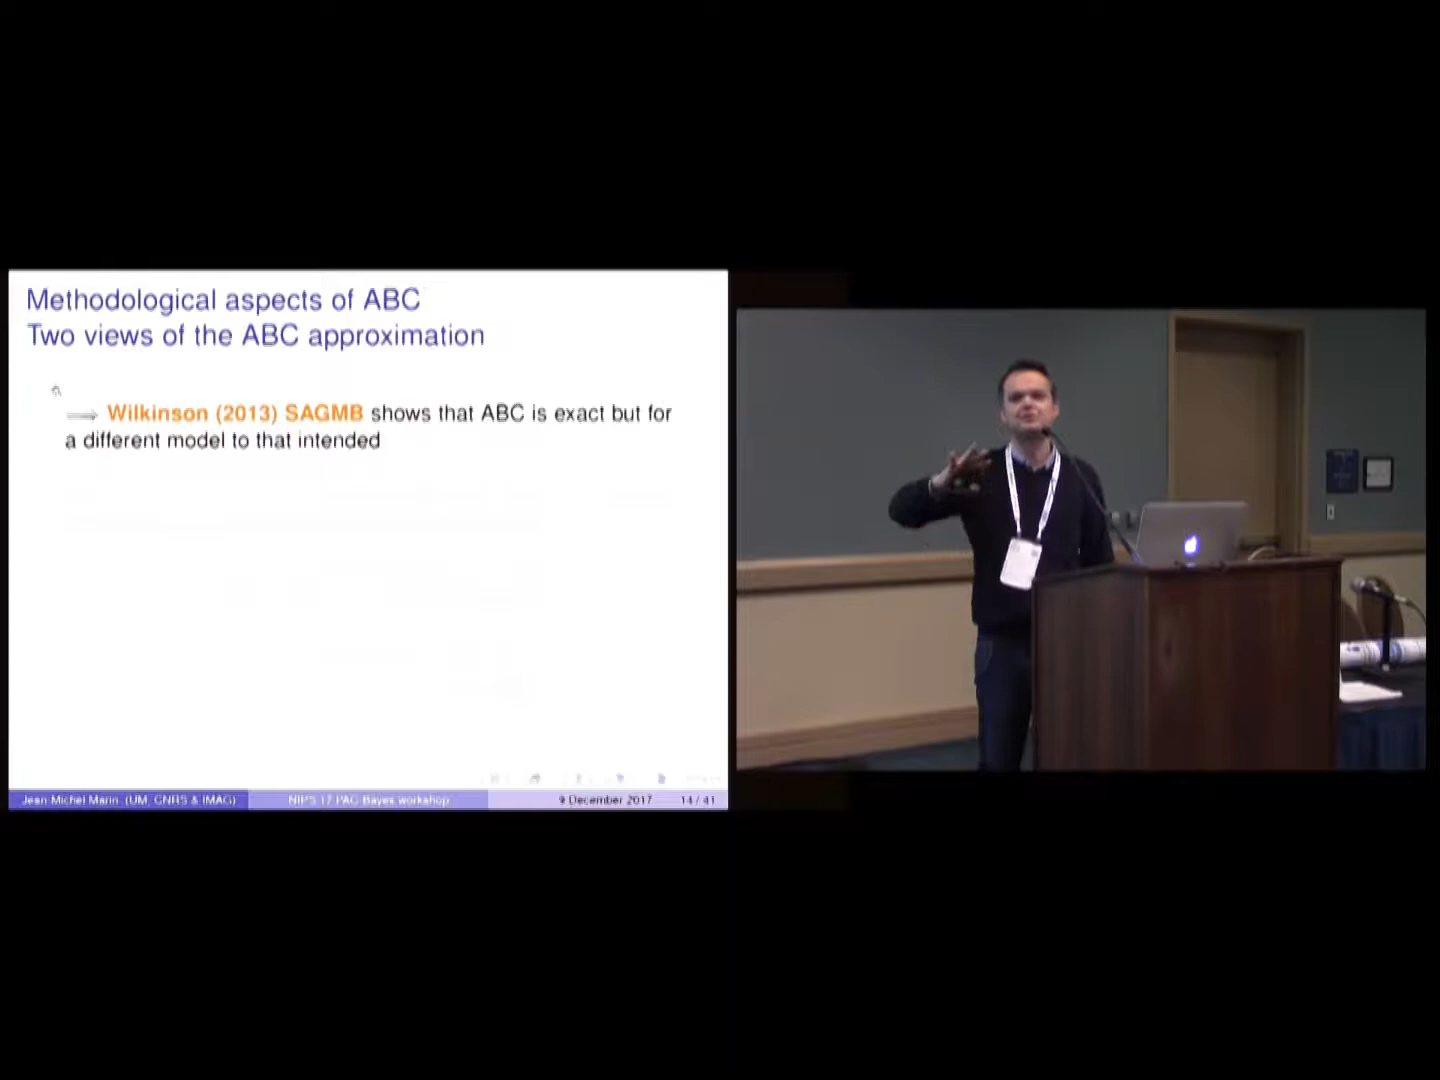 Methodological aspects of ABC
Two views of the ABC approximation
⟹ Wilkinson (2013) SAGMB shows that ABC is exact but for
a different model to that intended
Jean Michel Marin (UM, CNRS & IMAG) NIPS 17 PAC Bayes workshop 9 December 2017 14 / 41